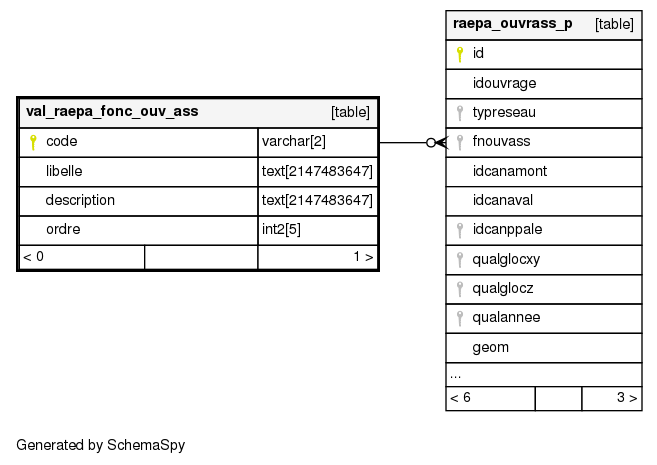 val_raepa_fonc_ouv_ass [table]
code varchar[2]
libelle text[2147483647]
description text[2147483647]
ordre int2[5]
< 0 1 >
raepa_ouvrass_p [table]
id
idouvrage
typreseau
fnouvass
idcanamont
idcanaval
idcanppale
qualglocxy
qualglocz
qualannee
geom
...
< 6 3 >
Generated by SchemaSpy